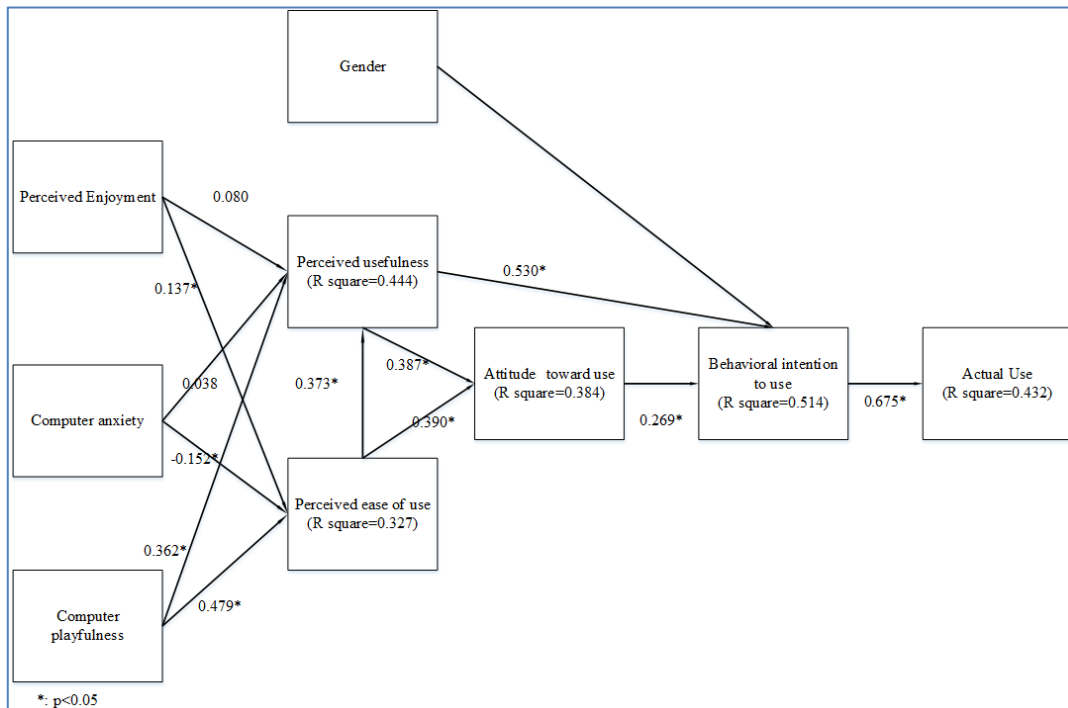 Gender
Perceived Enjoyment
0.080
Perceived usefulness
(R square=0.444)
0.530*
0.137*
0.038
0.373*
0.387*
Attitude toward use
(R square=0.384)
Behavioral intention
to use
(R square=0.514)
Actual Use
(R square=0.432)
0.390*
0.269*
0.675*
Computer anxiety
-0.152*
Perceived ease of use
(R square=0.327)
0.362*
0.479*
Computer
playfulness
*: p<0.05